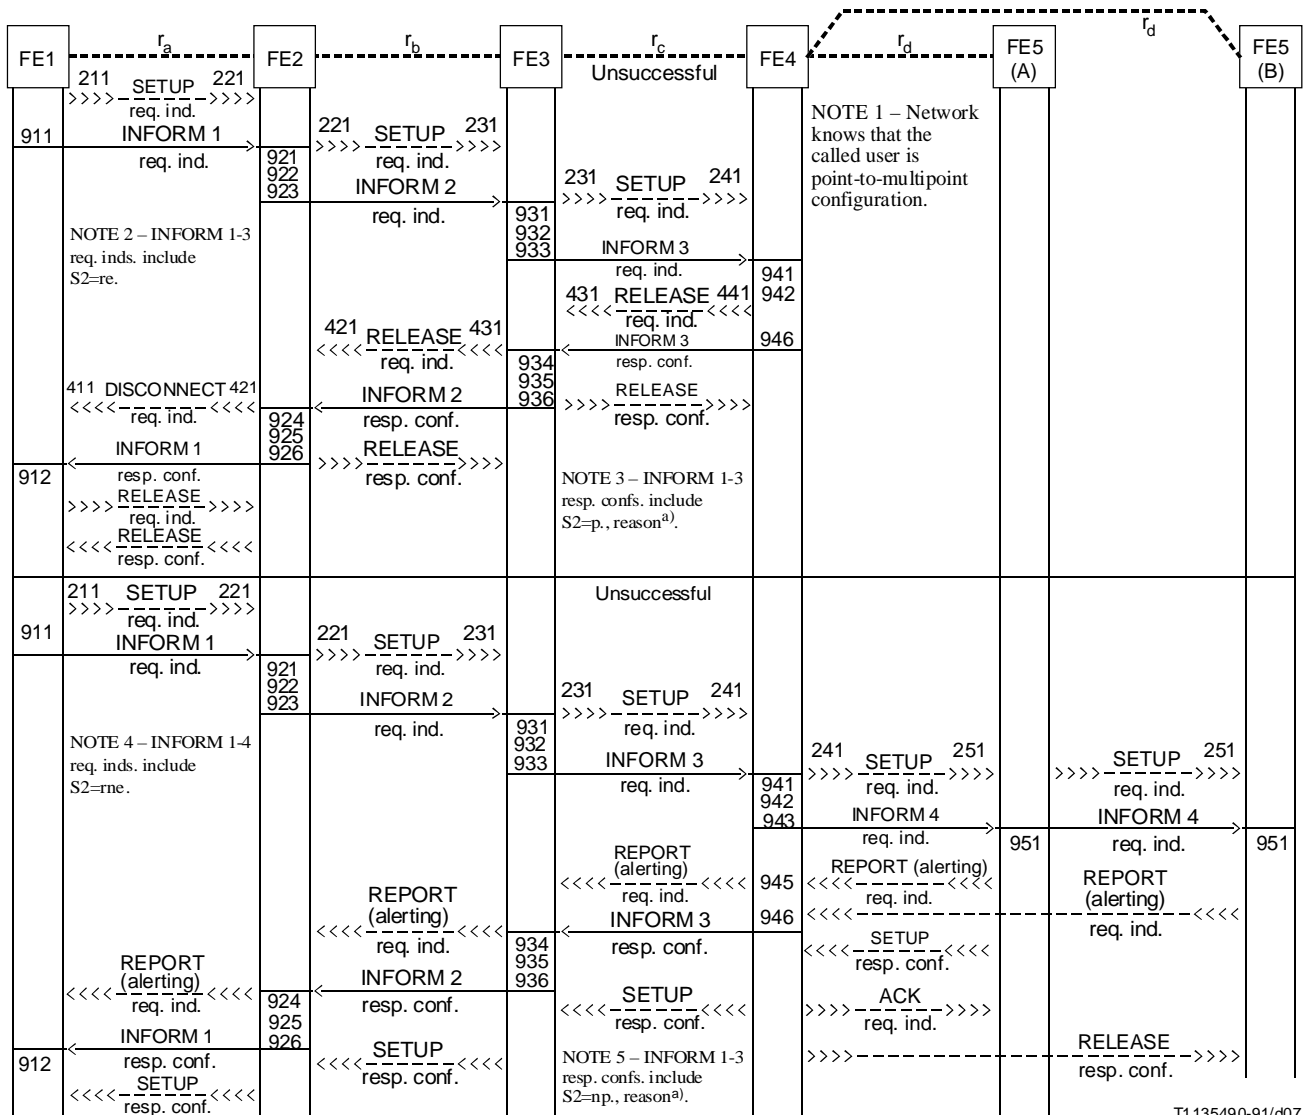 r_a r_b r_c r_d r_d
FE1 FE2 FE3 FE4 FE5 (A) FE5 (B)
Unsuccessful
211 SETUP 221
req. ind.
911 INFORM 1
req. ind.
221 SETUP 231
req. ind.
921
922
923
INFORM 2
req. ind.
231 SETUP 241
req. ind.
NOTE 1 – Network
knows that the
called user is
point-to-multipoint
configuration.
931
932
933
NOTE 2 – INFORM 1-3
req. inds. include
S2=re.
INFORM 3
req. ind.
941
942
431 RELEASE 441
req. ind.
421 RELEASE 431
req. ind.
INFORM 3
resp. conf.
946
934
935
936
411 DISCONNECT 421
req. ind.
INFORM 2
resp. conf.
RELEASE
resp. conf.
924
925
926
INFORM 1
resp. conf.
912
RELEASE
resp. conf.
NOTE 3 – INFORM 1-3
resp. confs. include
S2=p., reason a).
RELEASE
req. ind.
RELEASE
resp. conf.
Unsuccessful
211 SETUP 221
req. ind.
911 INFORM 1
req. ind.
221 SETUP 231
req. ind.
921
922
923
INFORM 2
req. ind.
231 SETUP 241
req. ind.
931
932
933
NOTE 4 – INFORM 1-4
req. inds. include
S2=rne.
INFORM 3
req. ind.
241 SETUP 251
req. ind.
SETUP 251
req. ind.
941
942
943
INFORM 4
req. ind.
951
INFORM 4
req. ind.
951
REPORT
(alerting)
req. ind.
945
REPORT (alerting)
req. ind.
REPORT
(alerting)
req. ind.
REPORT
(alerting)
req. ind.
INFORM 3
resp. conf.
946
934
935
936
SETUP
resp. conf.
REPORT
(alerting)
req. ind.
INFORM 2
resp. conf.
924
925
926
SETUP
resp. conf.
ACK
req. ind.
INFORM 1
resp. conf.
912
SETUP
resp. conf.
RELEASE
resp. conf.
NOTE 5 – INFORM 1-3
resp. confs. include
S2=np., reason a).
SETUP
resp. conf.
T1135490-91/d07